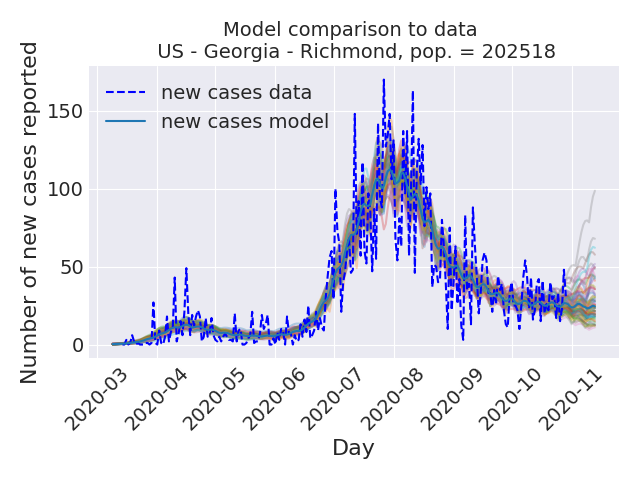 Model comparison to data
US - Georgia - Richmond, pop. = 202518
Number of new cases reported
new cases data
new cases model
150
100
50
0
2020-03
2020-04
2020-05
2020-06
2020-07
2020-08
2020-09
2020-10
2020-11
Day